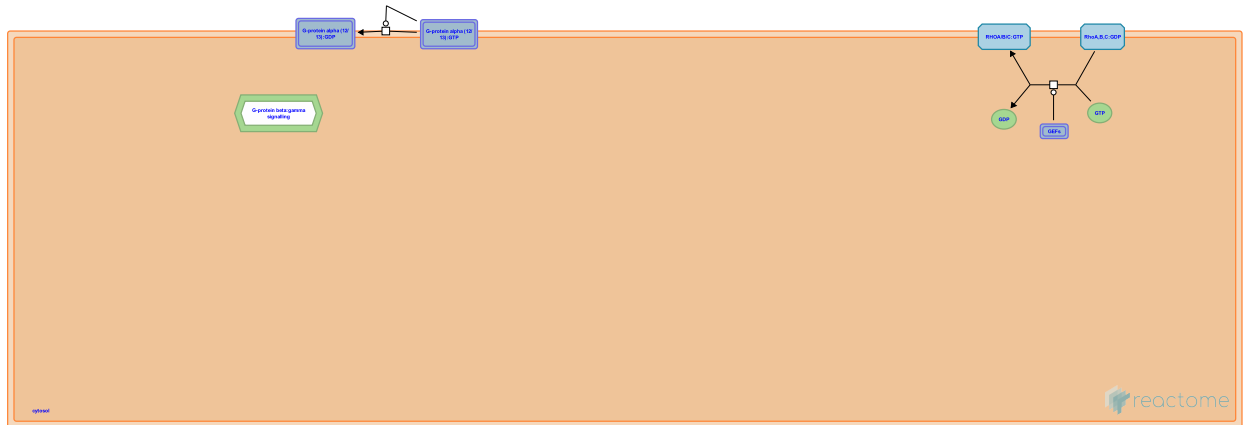 G-protein alpha (12/
13):GDP
G-protein alpha (12/
13):GTP
RHOA/B/C:GTP
RhoA,B,C:GDP
G-protein beta:gamma
signalling
GDP
GEFs
GTP
cytosol
reactome